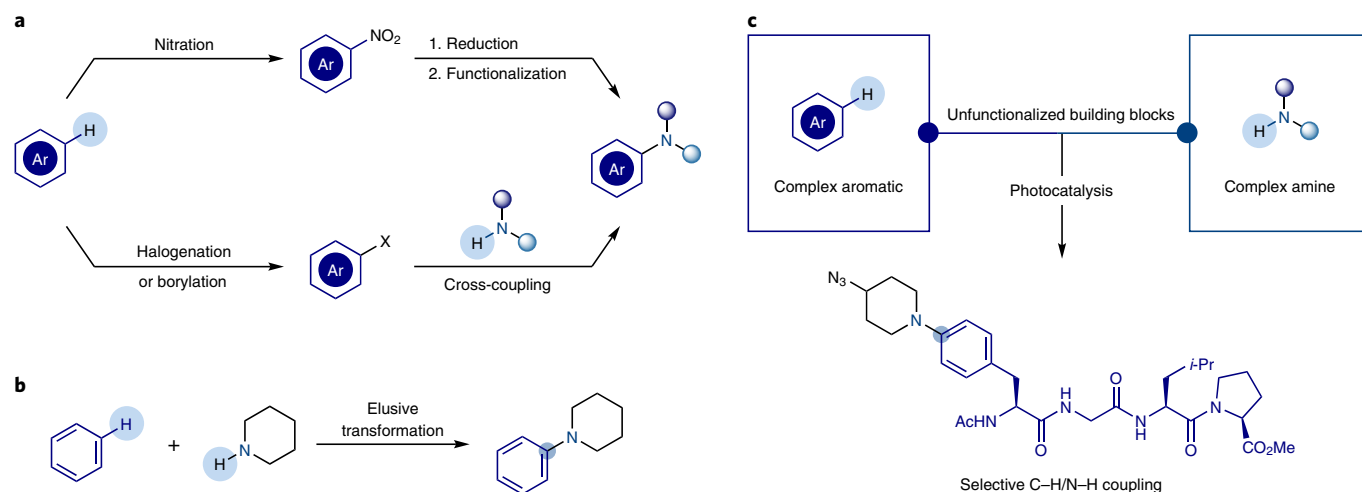 a
Nitration
NO2
Ar
1. Reduction
2. Functionalization
H
Ar
N
Ar
Halogenation
or borylation
X
Ar
N
H
Cross-coupling
b
H
+
N
H
Elusive
transformation
N
c
H
Ar
Complex aromatic
Unfunctionalized building blocks
Photocatalysis
N
H
Complex amine
N3
N
AcHN
O
H
N
O
N
H
i-Pr
O
N
CO2Me
Selective C–H/N–H coupling